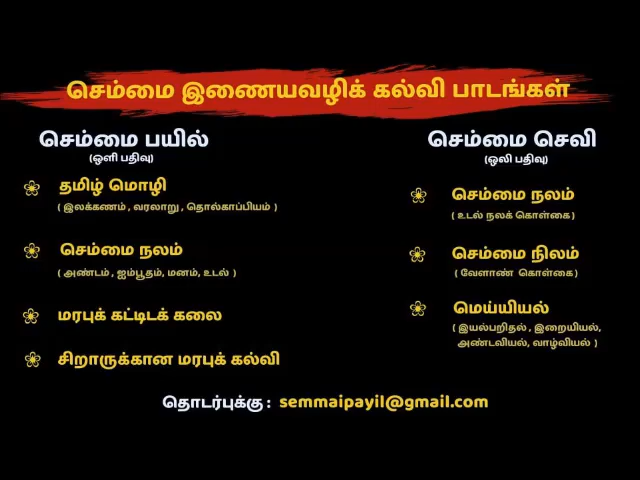 செம்மை இணையவழிக் கல்வி பாடங்கள்
செம்மை பயில்
(ஒளி பதிவு)
தமிழ் மொழி
( இலக்கணம் , வரலாறு , தொல்காப்பியம் )
செம்மை நலம்
( அண்டம் , ஐம்பூதம், மனம், உடல் )
மரபுக் கட்டிடக் கலை
சிறாருக்கான மரபுக் கல்வி
செம்மை செவி
(ஒலி பதிவு)
செம்மை நலம்
( உடல் நலக் கொள்கை )
செம்மை நிலம்
( வேளாண் கொள்கை )
மெய்யியல்
( இயல்பறிதல் , இறையியல்,
அண்டவியல், வாழ்வியல் )
தொடர்புக்கு : semmaipayil@gmail.com